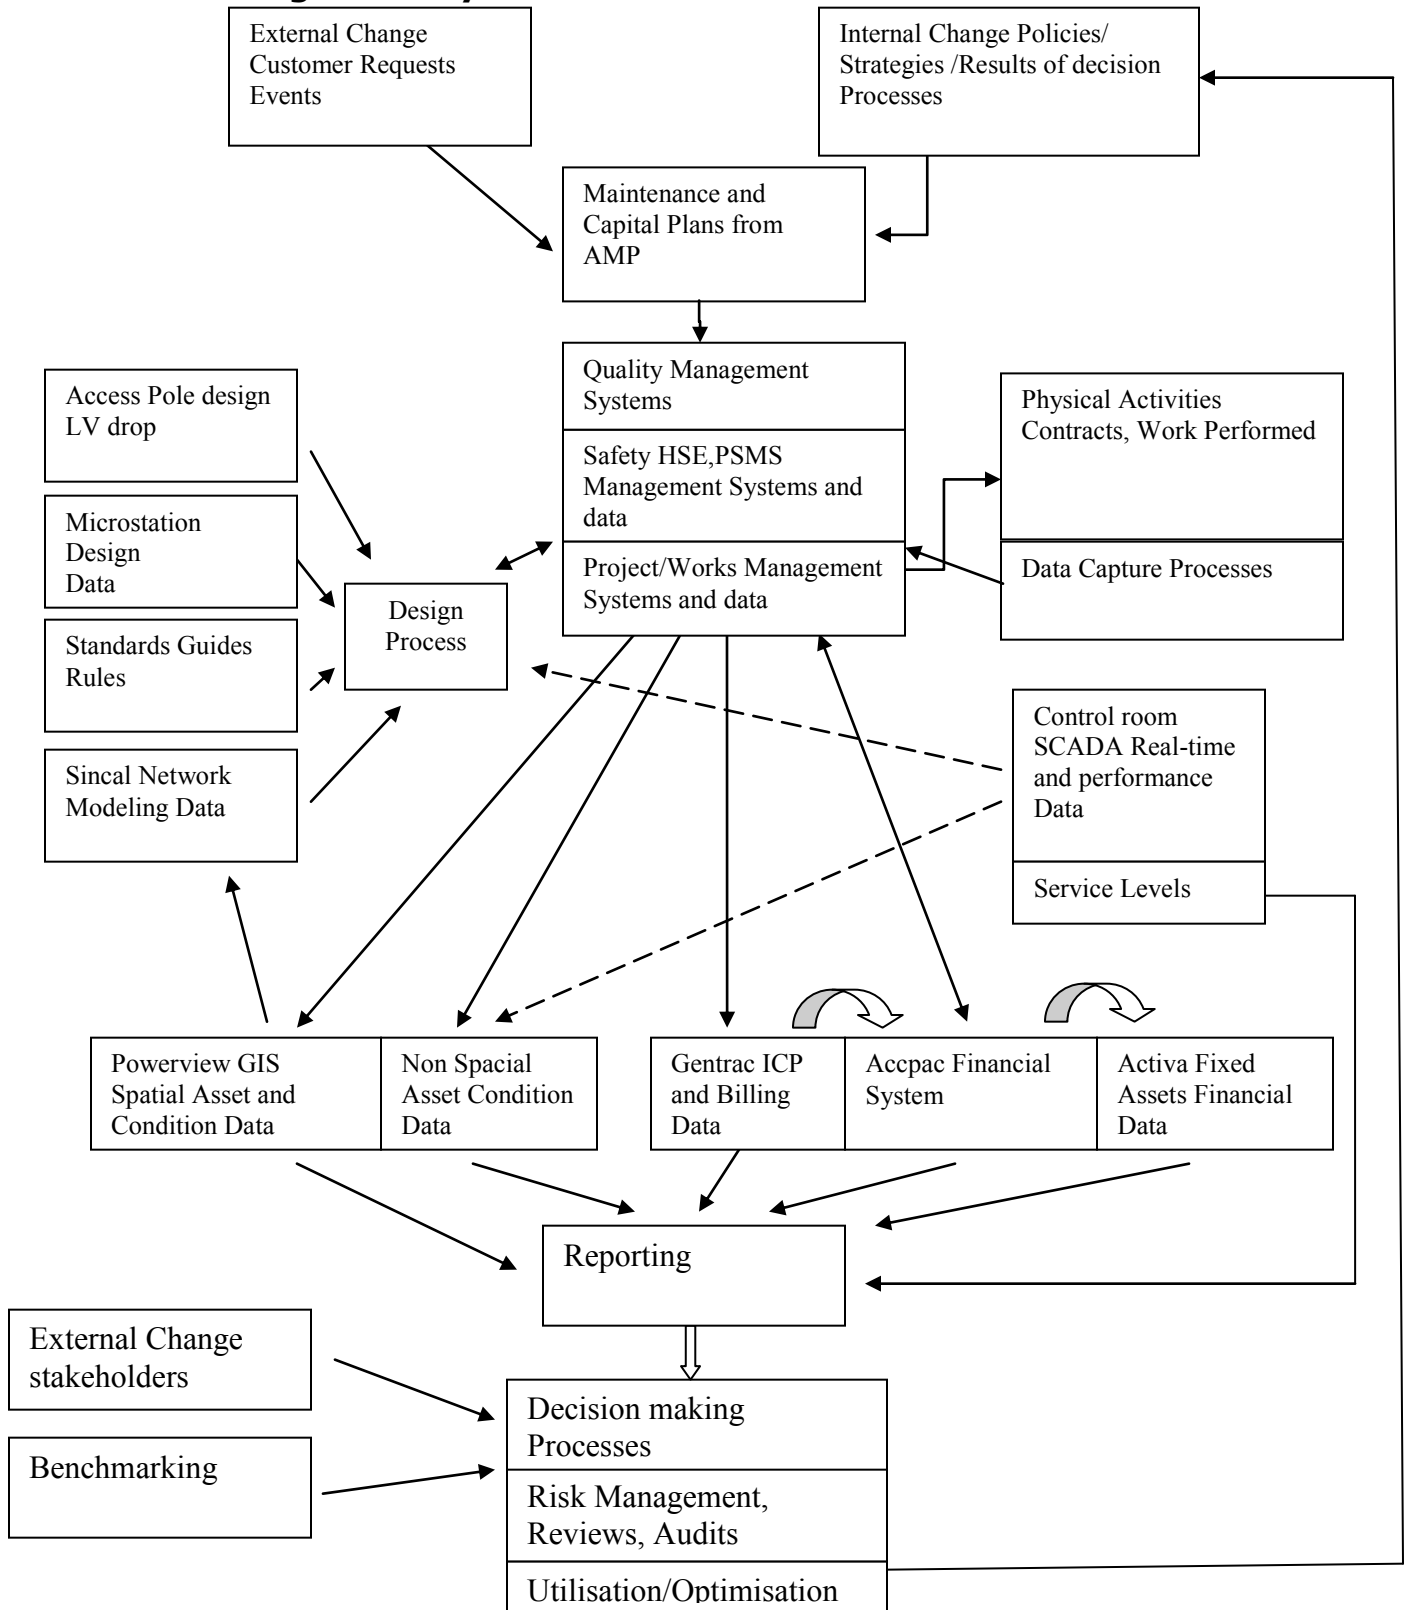 External Change
Customer Requests
Events
Internal Change Policies/
Strategies /Results of decision
Processes
Maintenance and
Capital Plans from
AMP
Quality Management
Systems
Safety HSE,PSMS
Management Systems and
data
Project/Works Management
Systems and data
Physical Activities
Contracts, Work Performed
Data Capture Processes
Access Pole design
LV drop
Microstation
Design
Data
Standards Guides
Rules
Sincal Network
Modeling Data
Design
Process
Control room
SCADA Real-time
and performance
Data
Service Levels
Powerview GIS
Spatial Asset and
Condition Data
Non Spacial
Asset Condition
Data
Gentrac ICP
and Billing
Data
Accpac Financial
System
Activa Fixed
Assets Financial
Data
Reporting
External Change
stakeholders
Benchmarking
Decision making
Processes
Risk Management,
Reviews, Audits
Utilisation/Optimisation